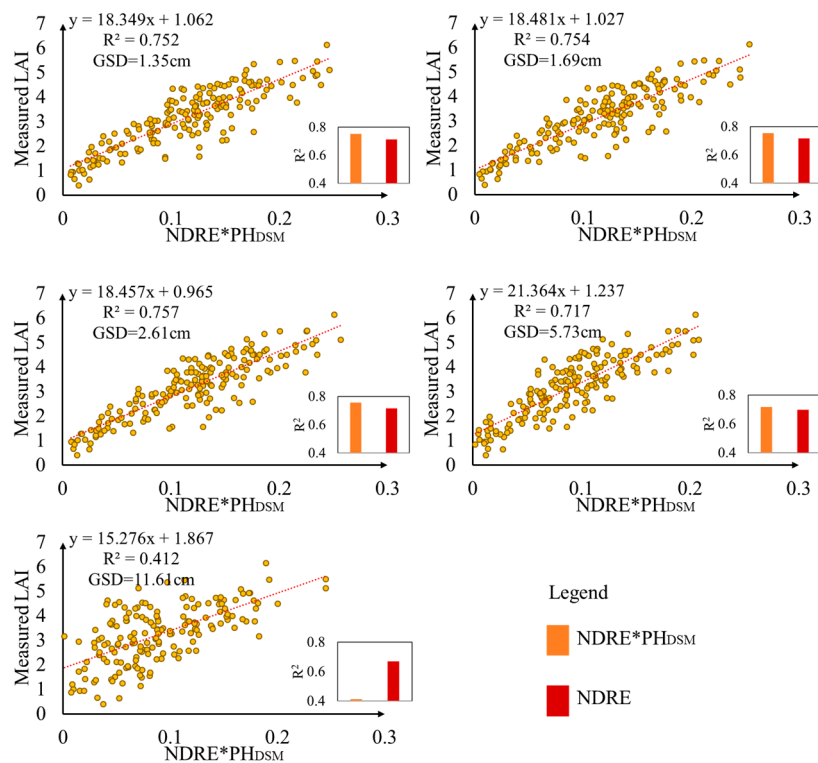 y = 18.349x + 1.062
R² = 0.752
GSD=1.35cm
Measured LAI
7
6
5
4
3
2
1
0
0
0.1
0.2
0.3
NDRE*PHDSM
R²
0.8
0.6
0.4
y = 18.481x + 1.027
R² = 0.754
GSD=1.69cm
Measured LAI
7
6
5
4
3
2
1
0
0
0.1
0.2
0.3
NDRE*PHDSM
R²
0.8
0.6
0.4
y = 18.457x + 0.965
R² = 0.757
GSD=2.61cm
Measured LAI
7
6
5
4
3
2
1
0
0
0.1
0.2
0.3
NDRE*PHDSM
R²
0.8
0.6
0.4
y = 21.364x + 1.237
R² = 0.717
GSD=5.73cm
Measured LAI
7
6
5
4
3
2
1
0
0
0.1
0.2
0.3
NDRE*PHDSM
R²
0.8
0.6
0.4
y = 15.276x + 1.867
R² = 0.412
GSD=11.61cm
Measured LAI
7
6
5
4
3
2
1
0
0
0.1
0.2
0.3
NDRE*PHDSM
R²
0.8
0.6
0.4
Legend
NDRE*PHDSM
NDRE